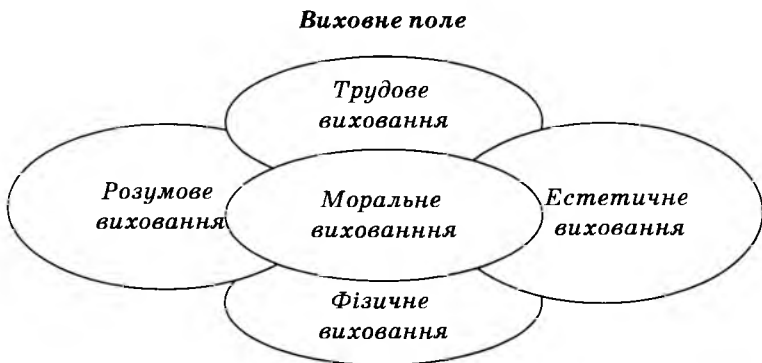 Виховне поле
Трудове
виховання
Розумове
виховання
Моральне
вихованння
Естетичне
виховання
Фізичне
виховання